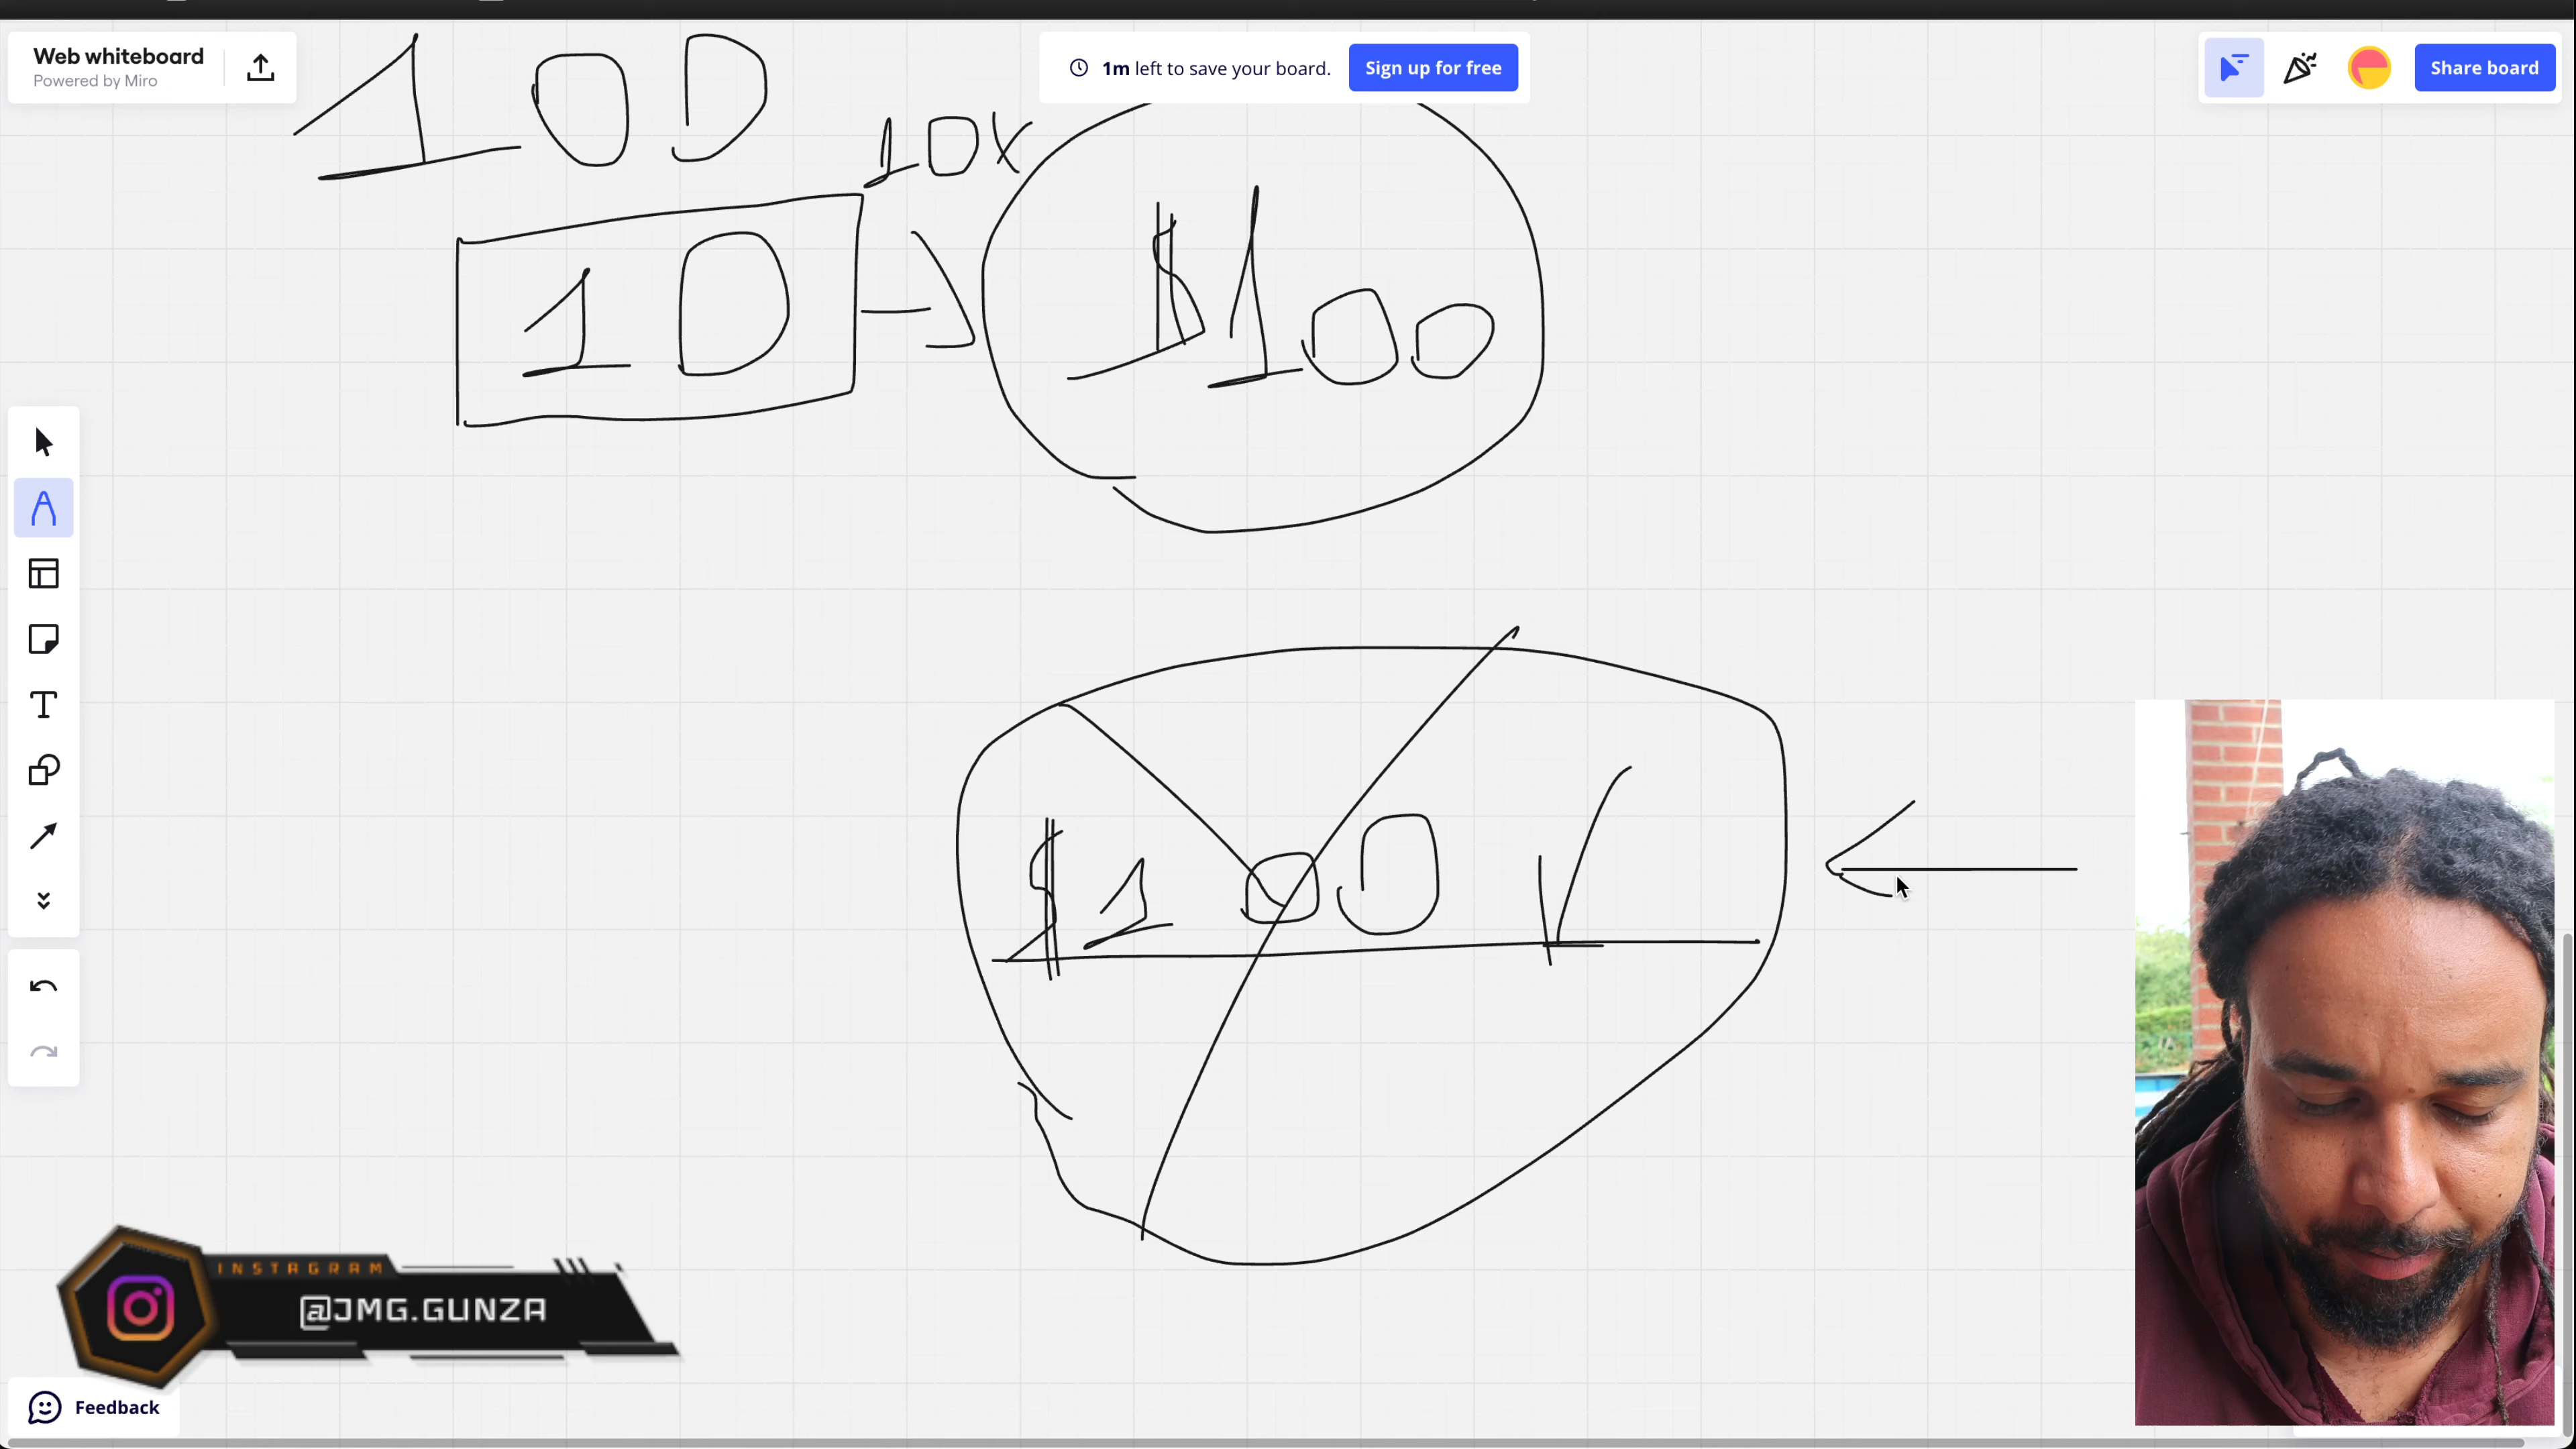 Web whiteboard
Powered by Miro
1m left to save your board.
Sign up for free
Share board
100
10x
10
$100
$100K
INSTAGRAM
@JMG.GUNZA
Feedback